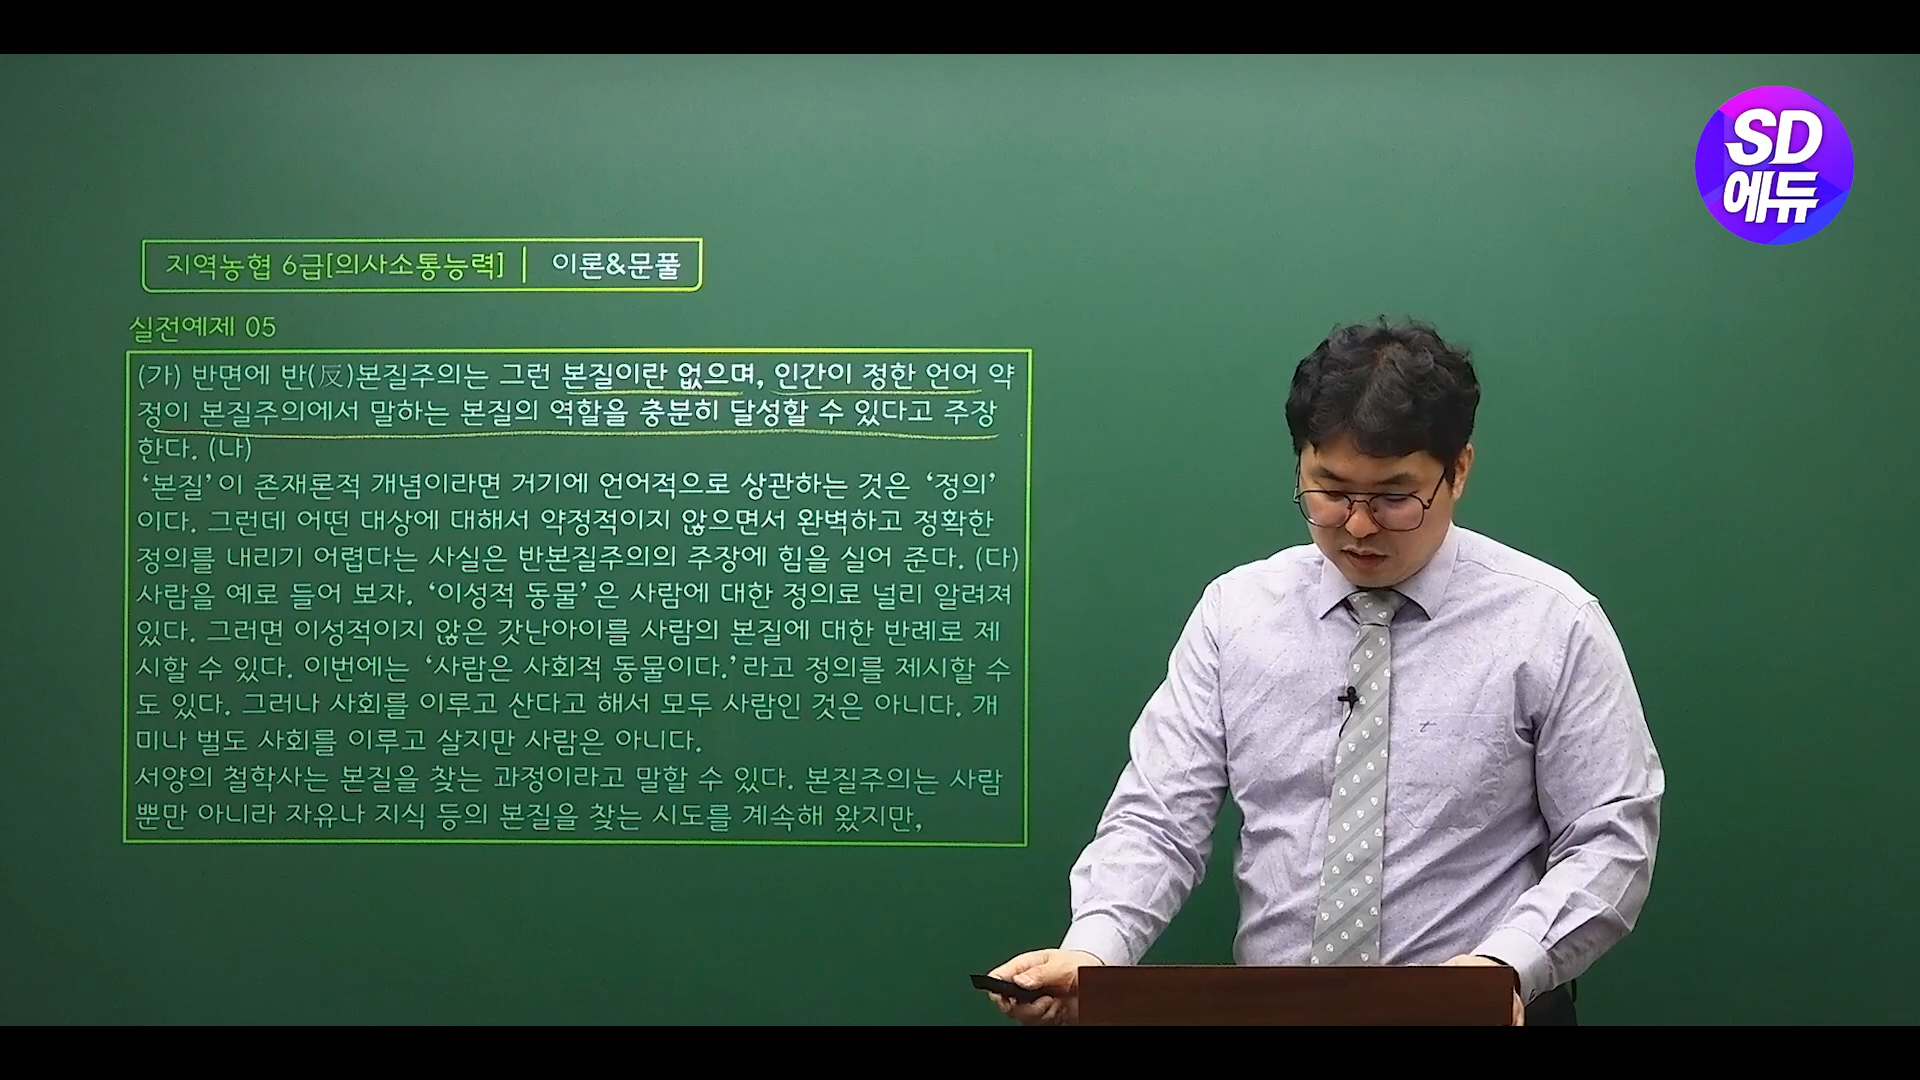 SD
에듀
지역농협 6급[의사소통능력] | 이론&문풀
실전예제 05
(가) 반면에 반(反)본질주의는 그런 본질이란 없으며, 인간이 정한 언어 약
정이 본질주의에서 말하는 본질의 역할을 충분히 달성할 수 있다고 주장
한다. (나)
‘본질’이 존재론적 개념이라면 거기에 언어적으로 상관하는 것은 ‘정의’
이다. 그런데 어떤 대상에 대해서 약정적이지 않으면서 완벽하고 정확한
정의를 내리기 어렵다는 사실은 반본질주의의 주장에 힘을 실어 준다. (다)
사람을 예로 들어 보자. ‘이성적 동물’은 사람에 대한 정의로 널리 알려져
있다. 그러면 이성적이지 않은 갓난아이를 사람의 본질에 대한 반례로 제
시할 수 있다. 이번에는 ‘사람은 사회적 동물이다.’라고 정의를 제시할 수
도 있다. 그러나 사회를 이루고 산다고 해서 모두 사람인 것은 아니다. 개
미나 벌도 사회를 이루고 살지만 사람은 아니다.
서양의 철학사는 본질을 찾는 과정이라고 말할 수 있다. 본질주의는 사람
뿐만 아니라 자유나 지식 등의 본질을 찾는 시도를 계속해 왔지만,